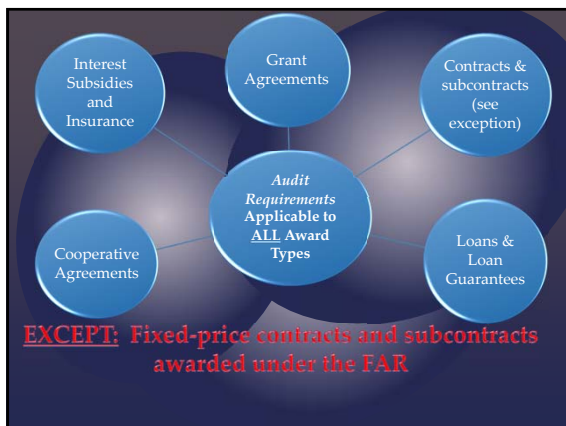 Interest
Subsidies
and
Insurance
Grant
Agreements
Contracts &
subcontracts
(see
exception)
Audit
Requirements
Applicable to
ALL Award
Types
Cooperative
Agreements
Loans &
Loan
Guarantees
EXCEPT: Fixed-price contracts and subcontracts
awarded under the FAR